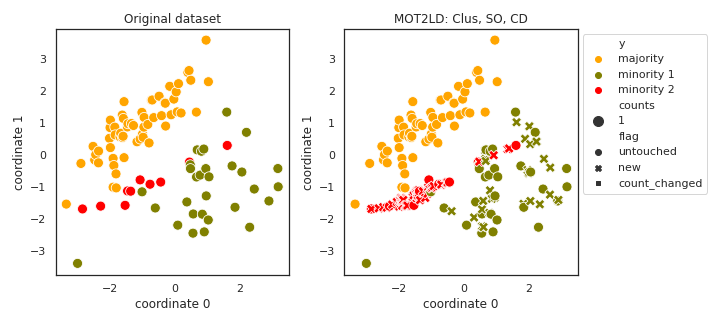 Original dataset
MOT2LD: Clus, SO, CD
coordinate 1
3
2
1
0
−1
−2
−3
−2
0
2
coordinate 0
coordinate 1
3
2
1
0
−1
−2
−3
−2
0
2
coordinate 0
y
majority
minority 1
minority 2
counts
1
flag
untouched
new
count_changed